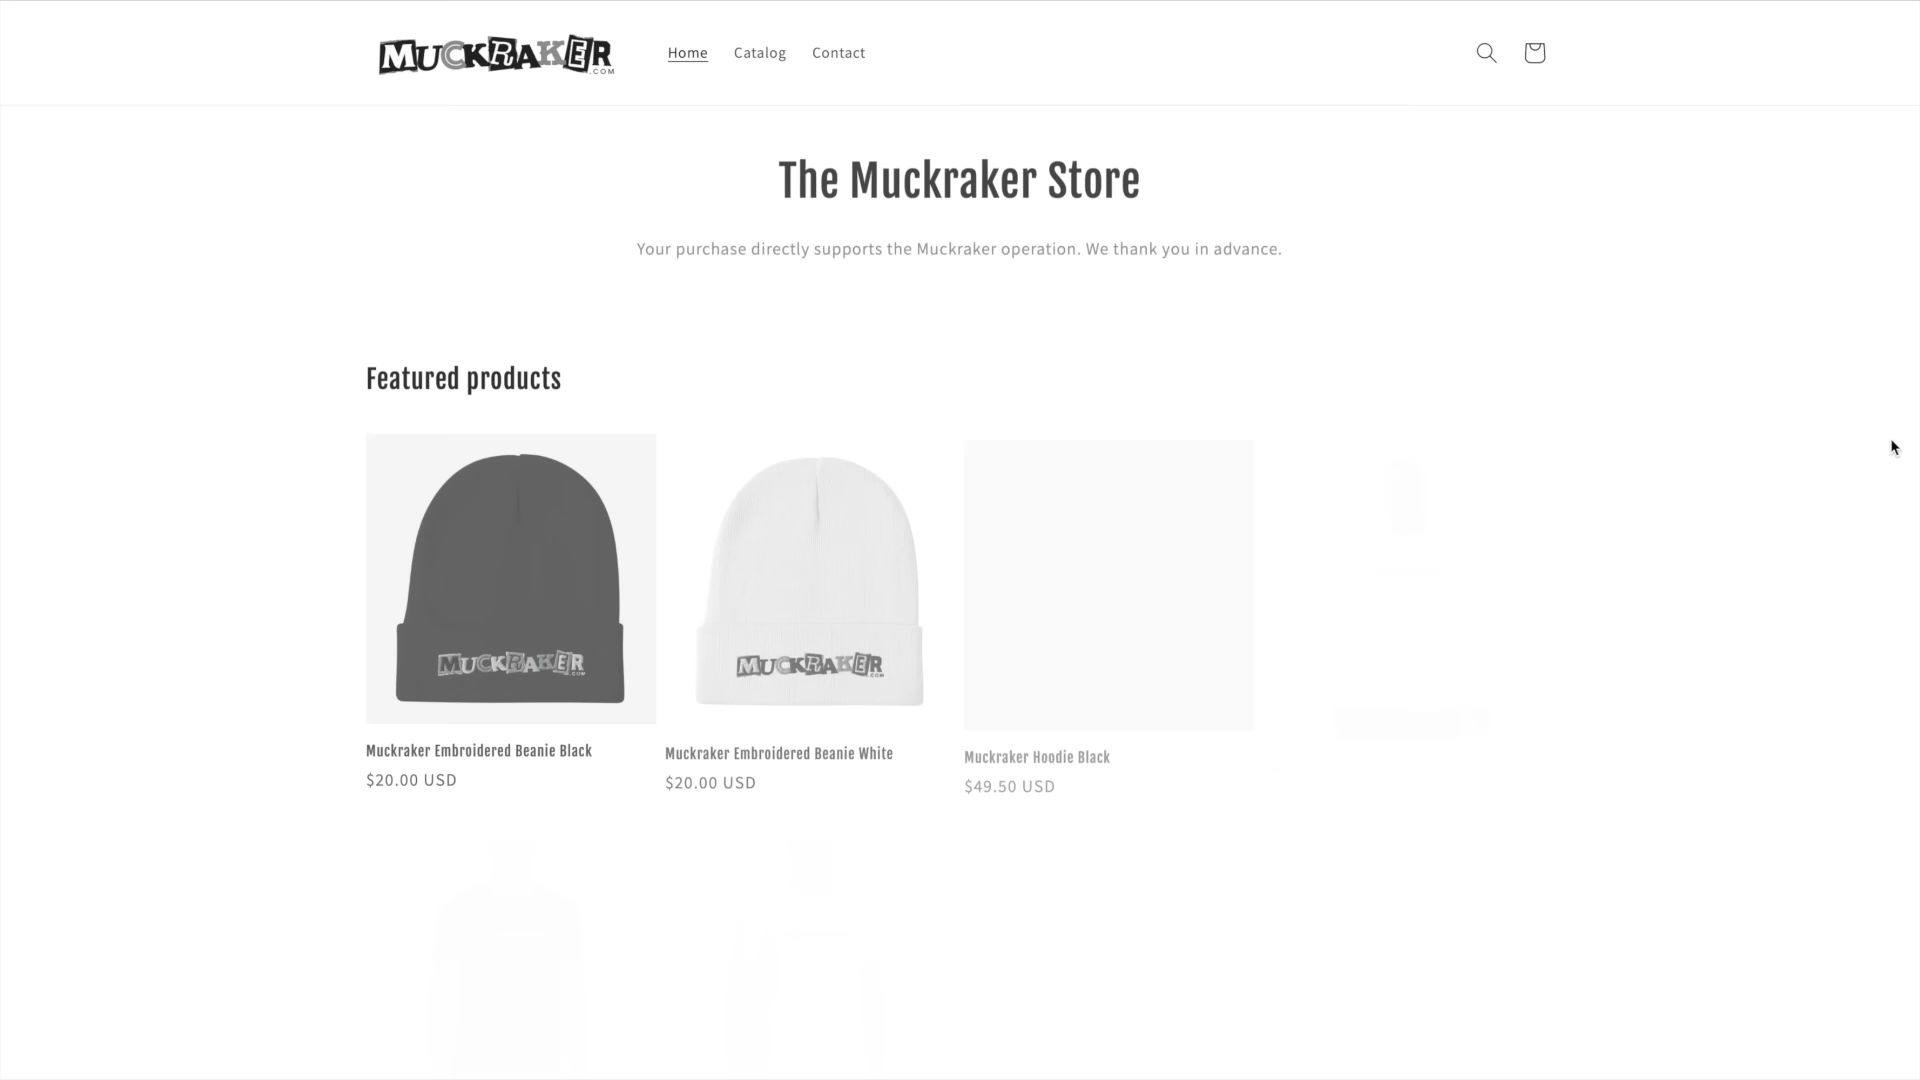 MUCKRAKER
.COM
Home Catalog Contact
The Muckraker Store
Your purchase directly supports the Muckraker operation. We thank you in advance.
Featured products
MUCKRAKER
.COM
MUCKRAKER
.COM
Muckraker Embroidered Beanie Black
$20.00 USD
Muckraker Embroidered Beanie White
$20.00 USD
Muckraker Hoodie Black
$49.50 USD